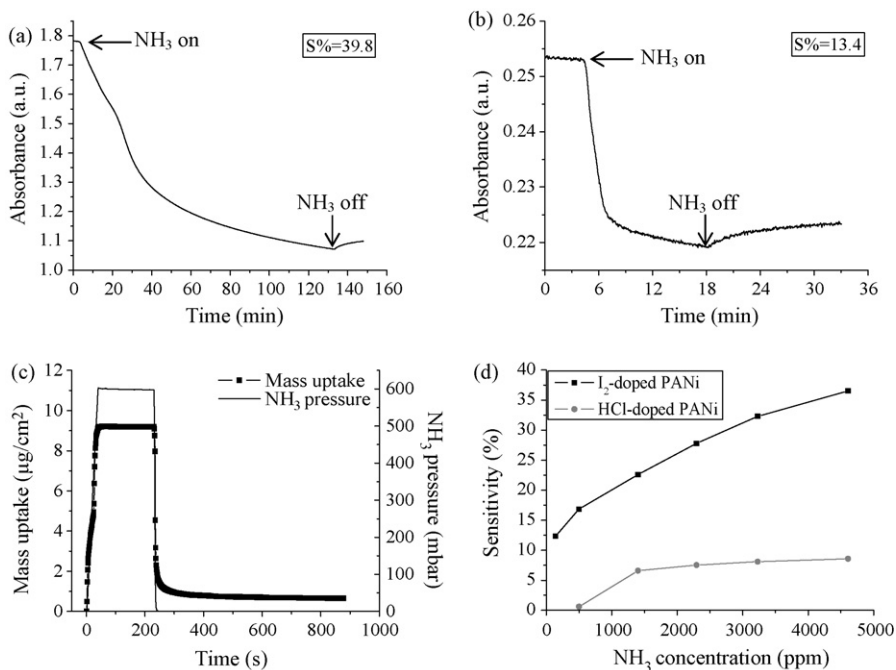 (a)
NH₃ on
S%=39.8
NH₃ off
Absorbance (a.u.)
1.8
1.7
1.6
1.5
1.4
1.3
1.2
1.1
1.0
0 20 40 60 80 100 120 140 160
Time (min)
(b)
NH₃ on
S%=13.4
NH₃ off
Absorbance (a.u.)
0.26
0.25
0.24
0.23
0.22
0 6 12 18 24 30 36
Time (min)
(c)
Mass uptake
NH₃ pressure
Mass uptake (μg/cm²)
12
10
8
6
4
2
0
NH₃ pressure (mbar)
600
500
400
300
200
100
0
0 200 400 600 800 1000
Time (s)
(d)
I₂-doped PANi
HCl-doped PANi
Sensitivity (%)
40
35
30
25
20
15
10
5
0
0 1000 2000 3000 4000 5000
NH₃ concentration (ppm)